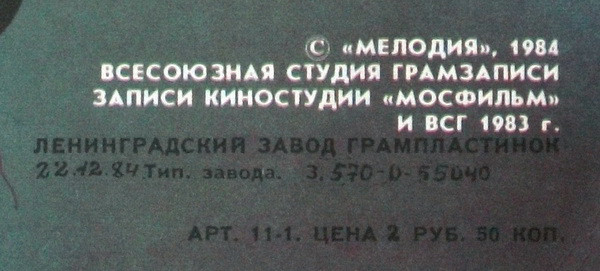 © «МЕЛОДИЯ», 1984
ВСЕСОЮЗНАЯ СТУДИЯ ГРАМЗАПИСИ
ЗАПИСИ КИНОСТУДИИ «МОСФИЛЬМ»
И ВСГ 1983 г.
ЛЕНИНГРАДСКИЙ ЗАВОД ГРАМПЛАСТИНОК
22.12.84 Тип. завода. З. 570-0-55040
АРТ. 11-1. ЦЕНА 2 РУБ. 50 КОП.